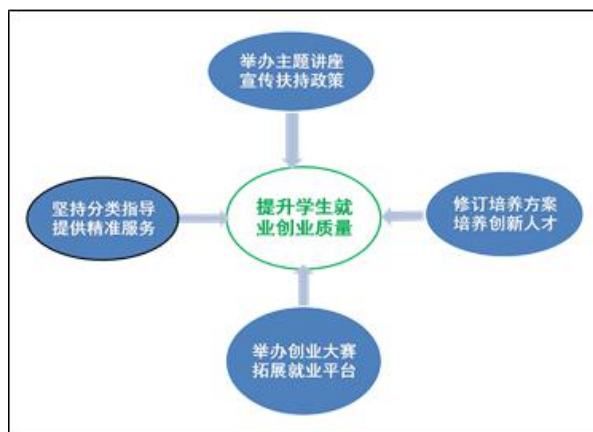 举办主题讲座
宣传扶持政策
坚持分类指导
提供精准服务
提升学生就
业创业质量
修订培养方案
培养创新人才
举办创业大赛
拓展就业平台